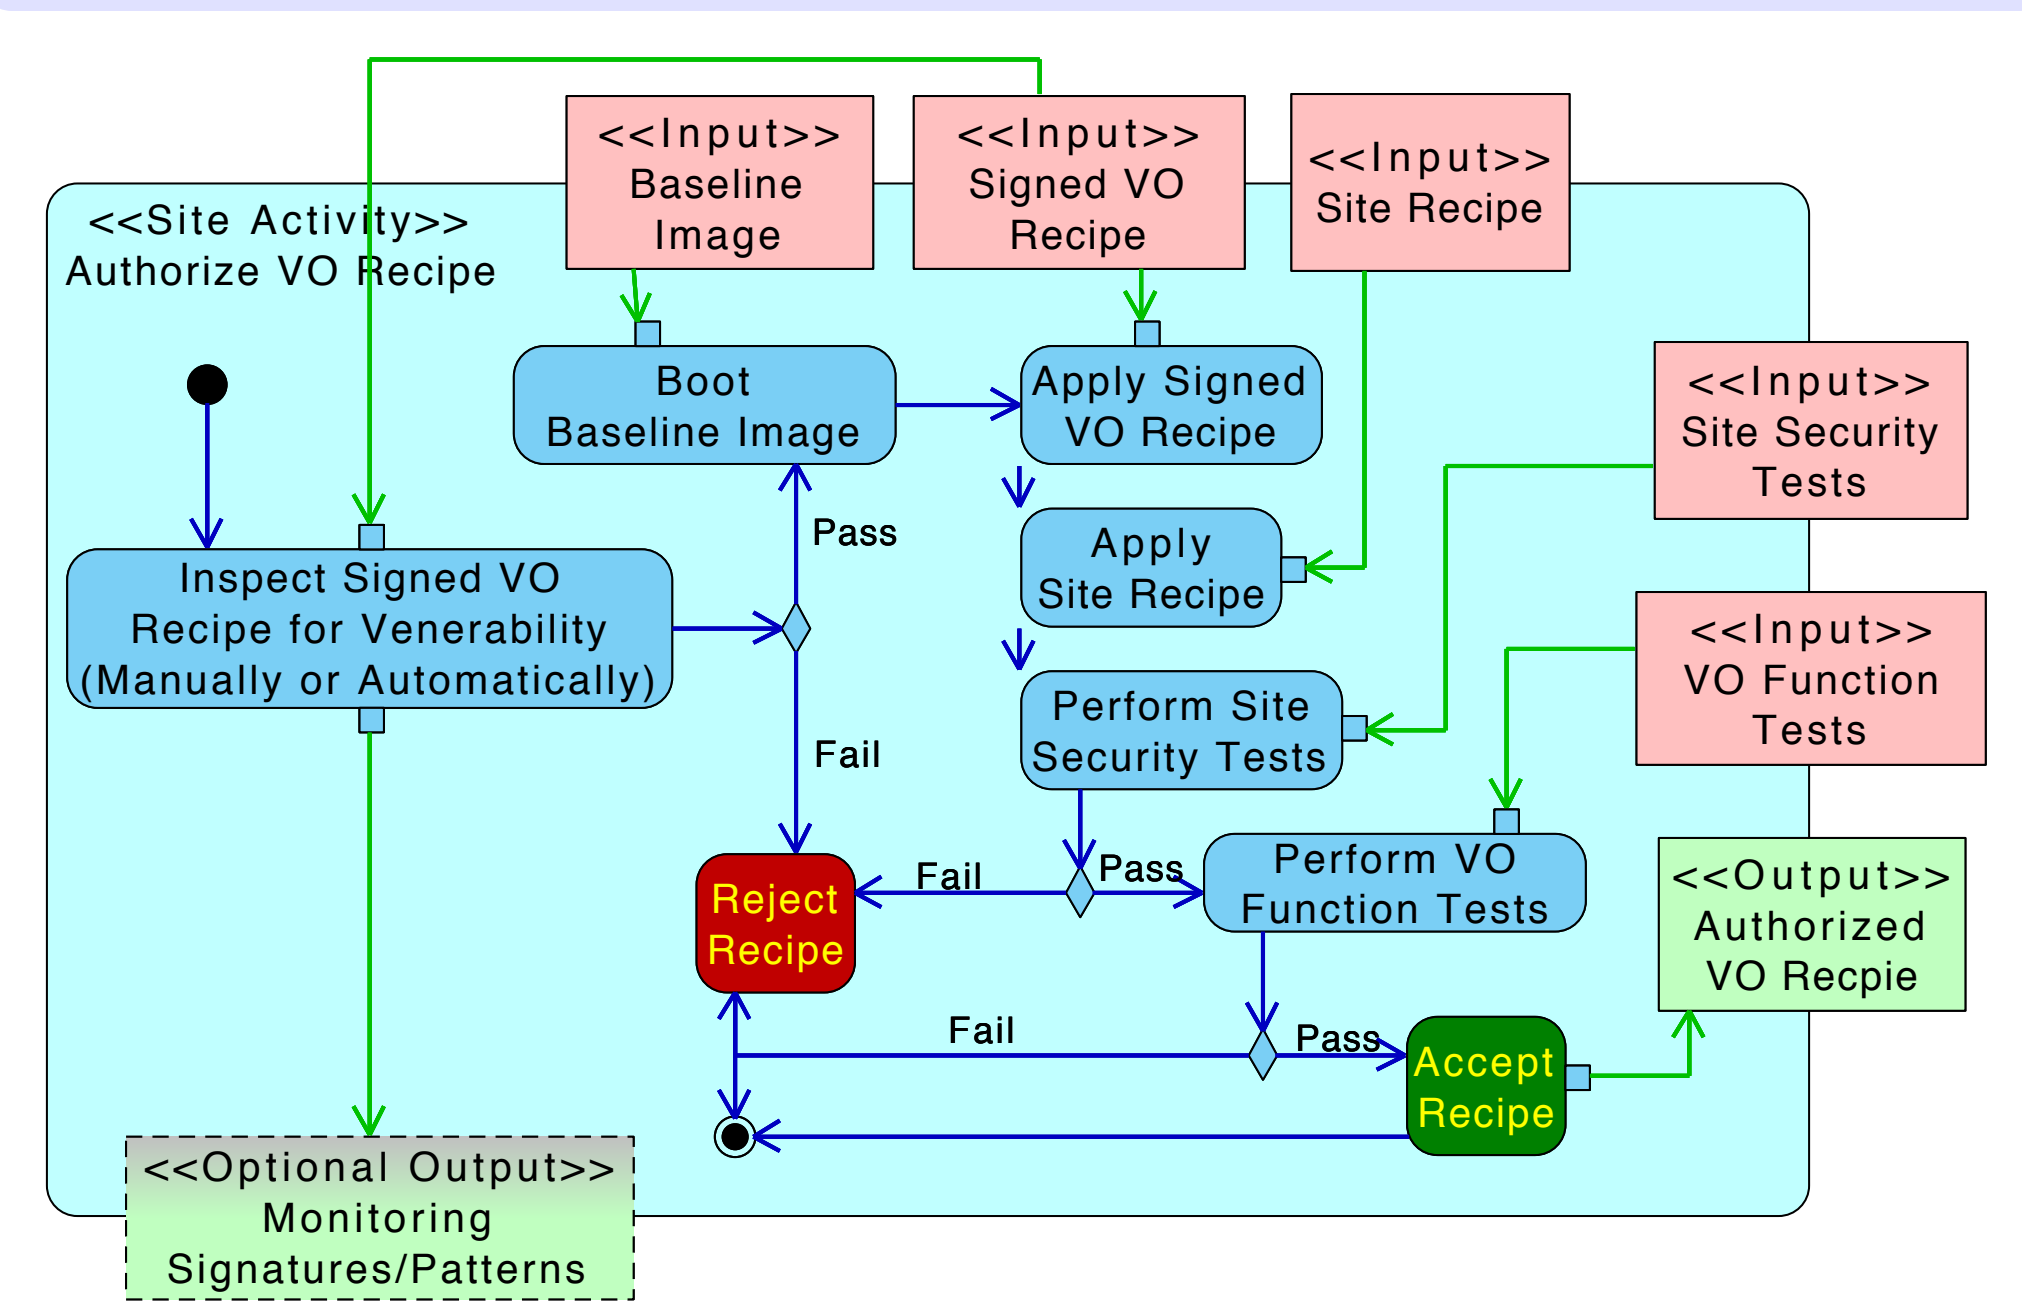 <<Input>>
Baseline
Image
<<Input>>
Signed VO
Recipe
<<Input>>
Site Recipe
<<Site Activity>>
Authorize VO Recipe
Boot
Baseline Image
Apply Signed
VO Recipe
<<Input>>
Site Security
Tests
Pass
Apply
Site Recipe
Inspect Signed VO
Recipe for Venerability
(Manually or Automatically)
<<Input>>
VO Function
Tests
Perform Site
Security Tests
Fail
Reject
Recipe
Fail
Pass
Perform VO
Function Tests
<<Output>>
Authorized
VO Recpie
Fail
Pass
Accept
Recipe
<<Optional Output>>
Monitoring
Signatures/Patterns